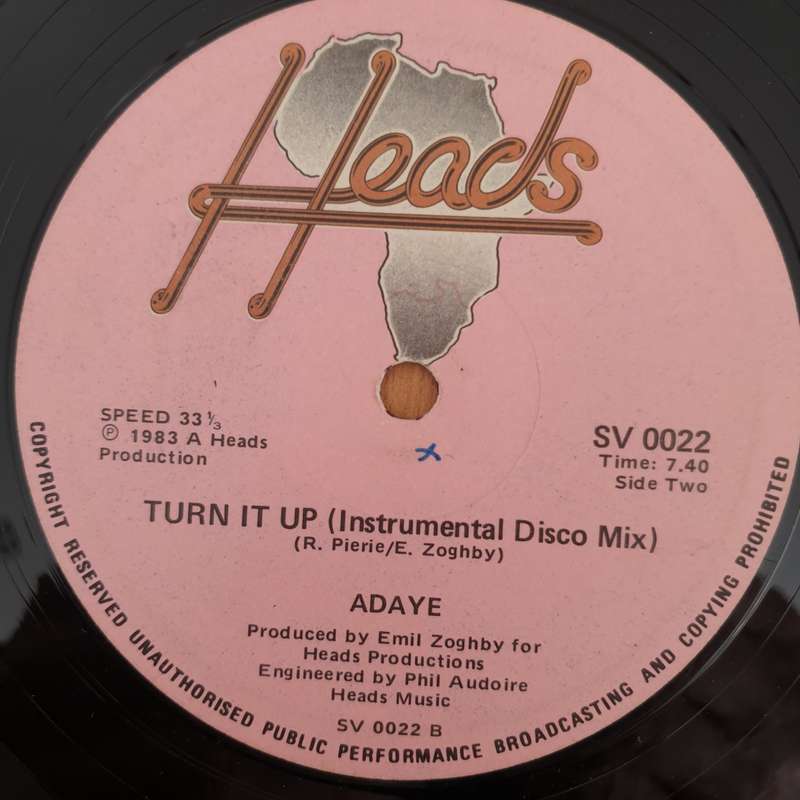 Heads
SPEED 33 ⅓
℗ 1983 A Heads
Production
SV 0022
Time: 7.40
Side Two
TURN IT UP (Instrumental Disco Mix)
(R. Pierie/E. Zoghby)
ADAYE
Produced by Emil Zoghby for
Heads Productions
Engineered by Phil Audoire
Heads Music
SV 0022 B
COPYRIGHT RESERVED UNAUTHORISED PUBLIC PERFORMANCE BROADCASTING AND COPYING PROHIBITED